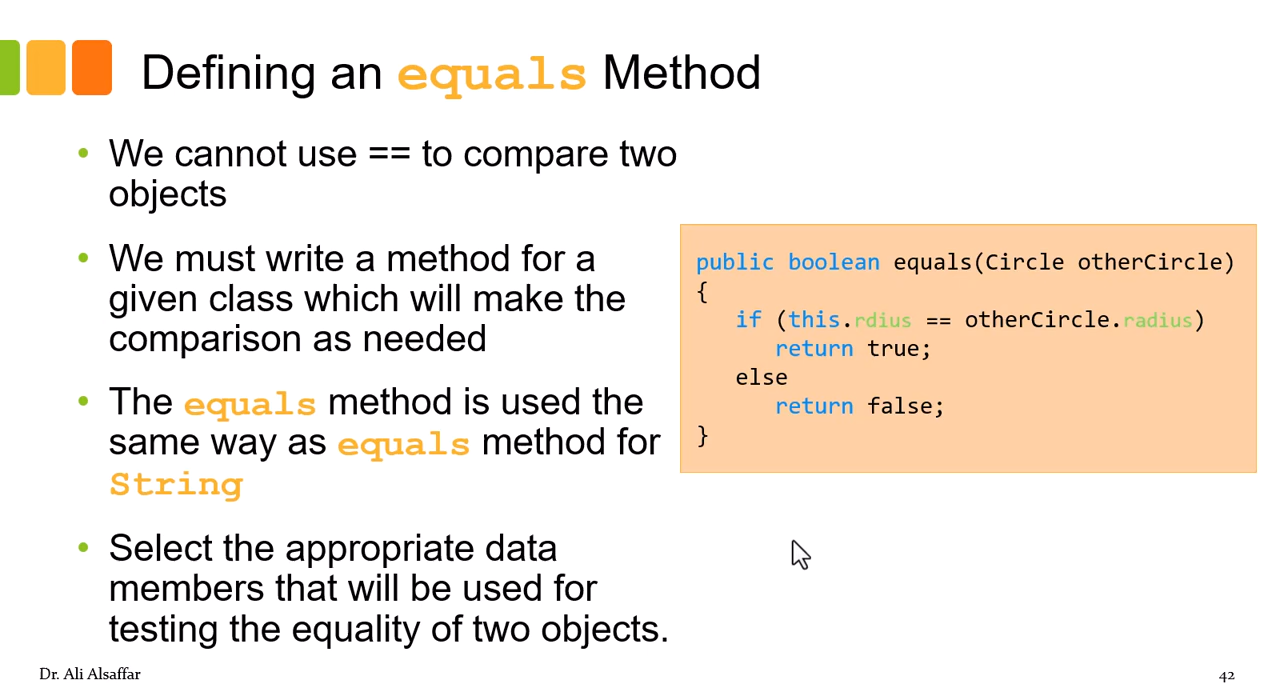 Defining an equals Method
• We cannot use == to compare two
objects
• We must write a method for a
given class which will make the
comparison as needed
• The equals method is used the
same way as equals method for
String
• Select the appropriate data
members that will be used for
testing the equality of two objects.
public boolean equals(Circle otherCircle)
{
   if (this.rdius == otherCircle.radius)
      return true;
   else
      return false;
}
Dr. Ali Alsaffar
42